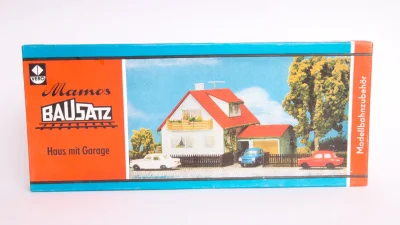 VERO
Mamos
BAUSATZ
Haus mit Garage
Modellbahnzubehör